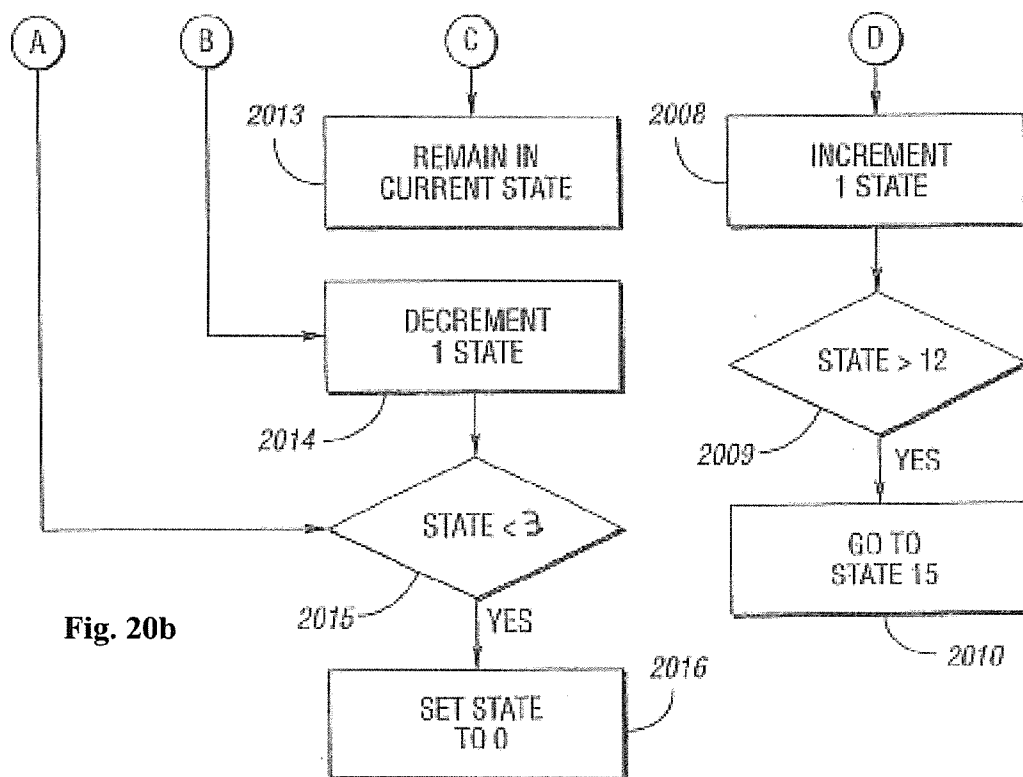 A
B
C
D
2013
REMAIN IN
CURRENT STATE
2008
INCREMENT
1 STATE
DECREMENT
1 STATE
2014
STATE > 12
2009
YES
STATE < 3
2015
YES
GO TO
STATE 15
2010
Fig. 20b
SET STATE
TO 0
2016